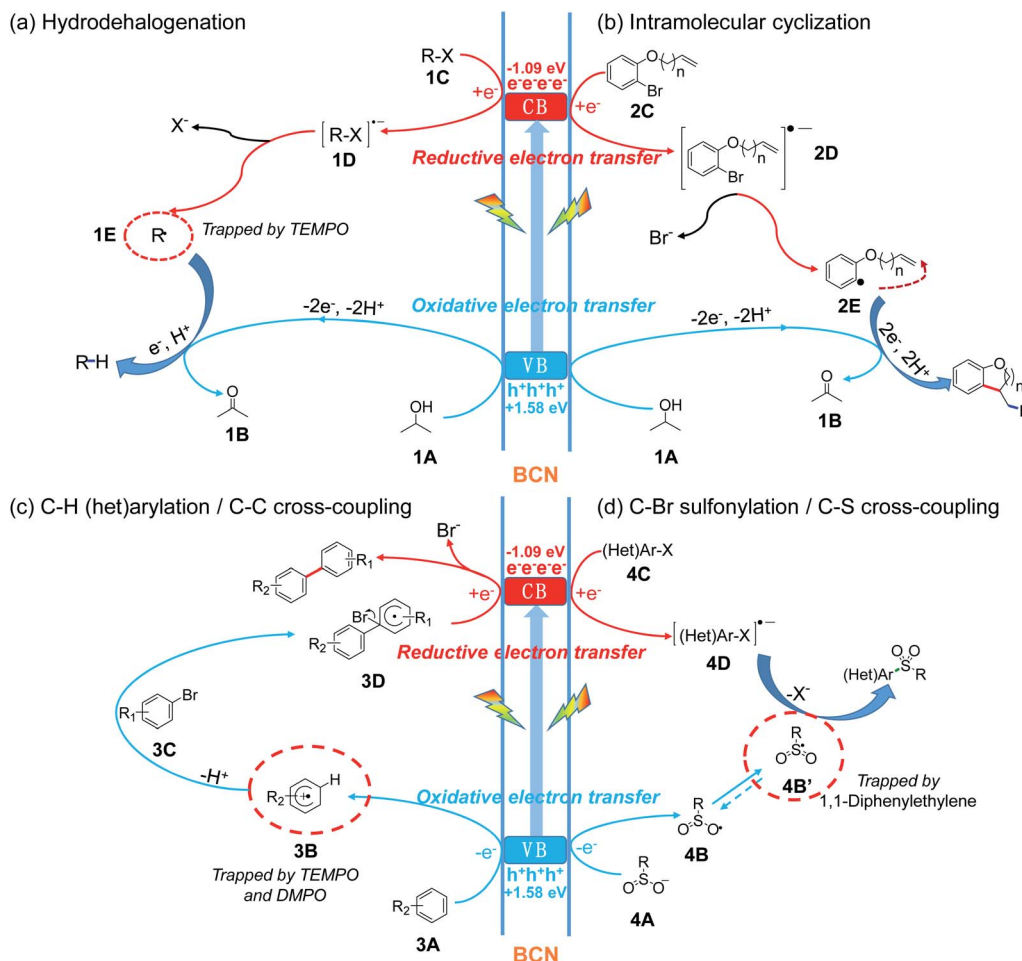 (a) Hydrodehalogenation
R-X
1C
+e⁻
-1.09 eV
e⁻e⁻e⁻e⁻
CB
X⁻
[R-X]•−
1D
Reductive electron transfer
1E
R•
Trapped by TEMPO
Oxidative electron transfer
-2e⁻, -2H⁺
e⁻, H⁺
R-H
O
1B
VB
h⁺h⁺h⁺
+1.58 eV
OH
1A
BCN
(b) Intramolecular cyclization
O
n
Br
2C
+e⁻
O
n
Br
•−
2D
Br⁻
O
n
2E
-2e⁻, -2H⁺
2e⁻, 2H⁺
O
1B
O
n
OH
1A
(c) C-H (het)arylation / C-C cross-coupling
Br⁻
-1.09 eV
e⁻e⁻e⁻e⁻
CB
+e⁻
R₁
R₂
Br
R₁
R₂
3D
Reductive electron transfer
Br
R₁
3C
-H⁺
H
R₂
+•
3B
Trapped by TEMPO
and DMPO
Oxidative electron transfer
-e⁻
VB
h⁺h⁺h⁺
+1.58 eV
R₂
3A
BCN
(d) C-Br sulfonylation / C-S cross-coupling
(Het)Ar-X
4C
+e⁻
[(Het)Ar-X]•−
4D
-X⁻
O O
(Het)Ar S R
R
O S• O
4B'
Trapped by
1,1-Diphenylethylene
R
O S O•
4B
-e⁻
R
O S O⁻
4A